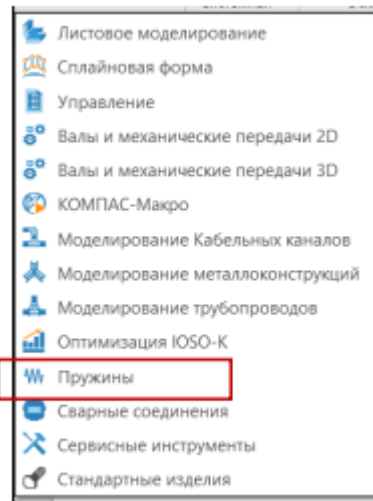 Листовое моделирование
Сплайновая форма
Управление
Валы и механические передачи 2D
Валы и механические передачи 3D
КОМПАС-Макро
Моделирование Кабельных каналов
Моделирование металлоконструкций
Моделирование трубопроводов
Оптимизация IOSO-K
Пружины
Сварные соединения
Сервисные инструменты
Стандартные изделия